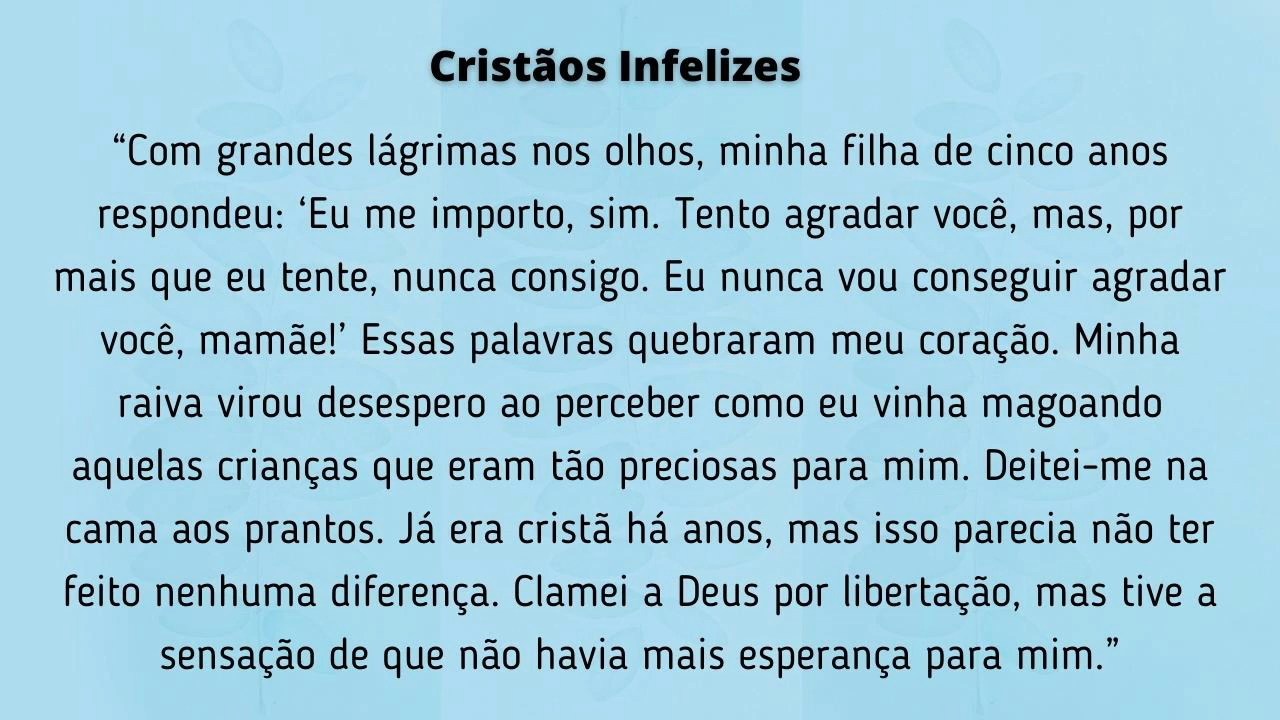 Cristãos Infelizes
“Com grandes lágrimas nos olhos, minha filha de cinco anos
respondeu: ‘Eu me importo, sim. Tento agradar você, mas, por
mais que eu tente, nunca consigo. Eu nunca vou conseguir agradar
você, mamãe!’ Essas palavras quebraram meu coração. Minha
raiva virou desespero ao perceber como eu vinha magoando
aquelas crianças que eram tão preciosas para mim. Deitei-me na
cama aos prantos. Já era cristã há anos, mas isso parecia não ter
feito nenhuma diferença. Clamei a Deus por libertação, mas tive a
sensação de que não havia mais esperança para mim.”